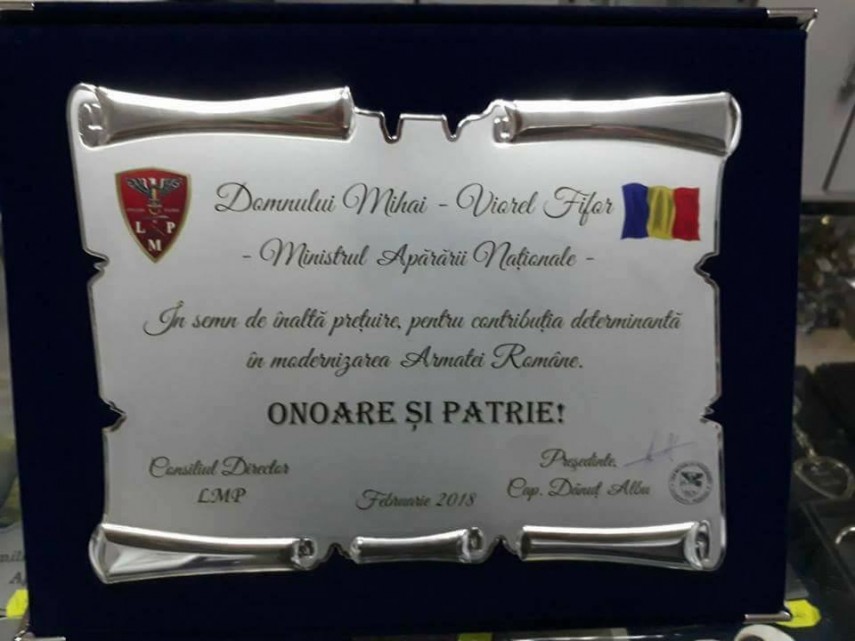 Domnului Mihai - Viorel Fifor
- Ministrul Apărării Naționale -
În semn de înaltă prețuire, pentru contribuția determinantă
în modernizarea Armatei Române.
ONOARE ȘI PATRIE!
Consiliul Director
LMP
Februarie 2018
Președinte,
Cap. Dănuț Albu
L P
M